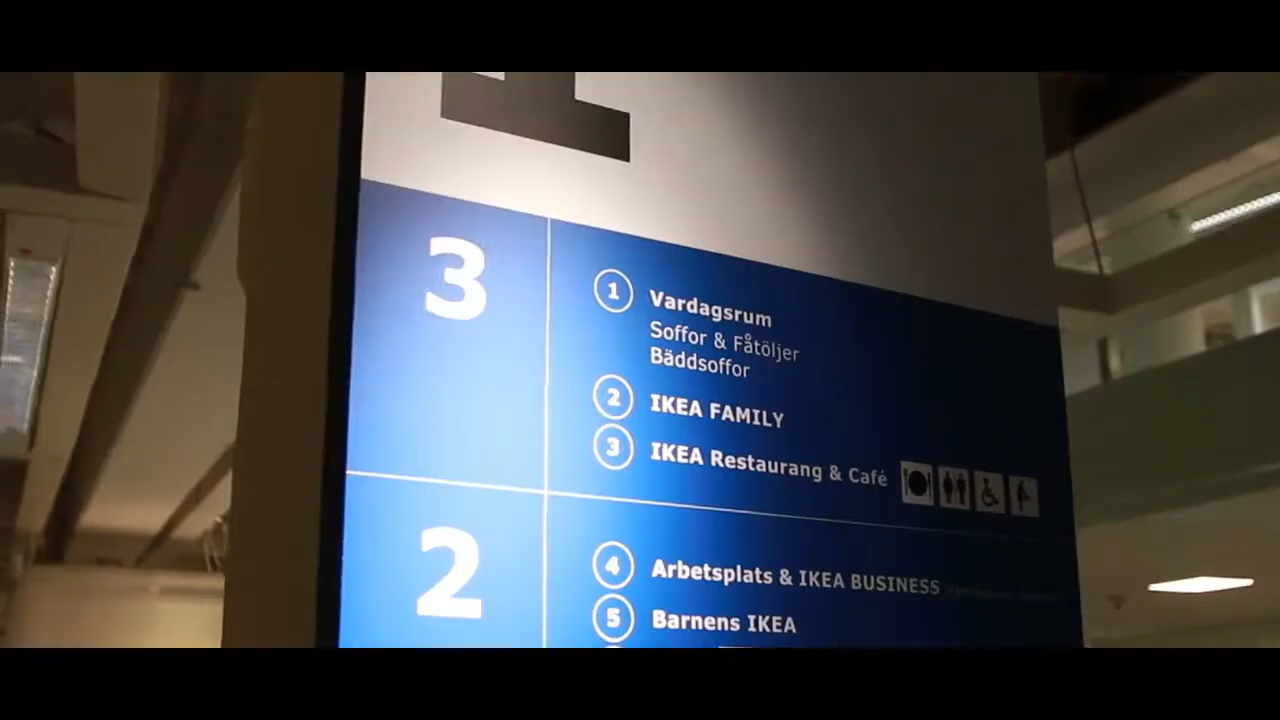 3
1 Vardagsrum
Soffor & Fåtöljer
Bäddsoffor
2 IKEA FAMILY
3 IKEA Restaurang & Café
2
4 Arbetsplats & IKEA BUSINESS
5 Barnens IKEA